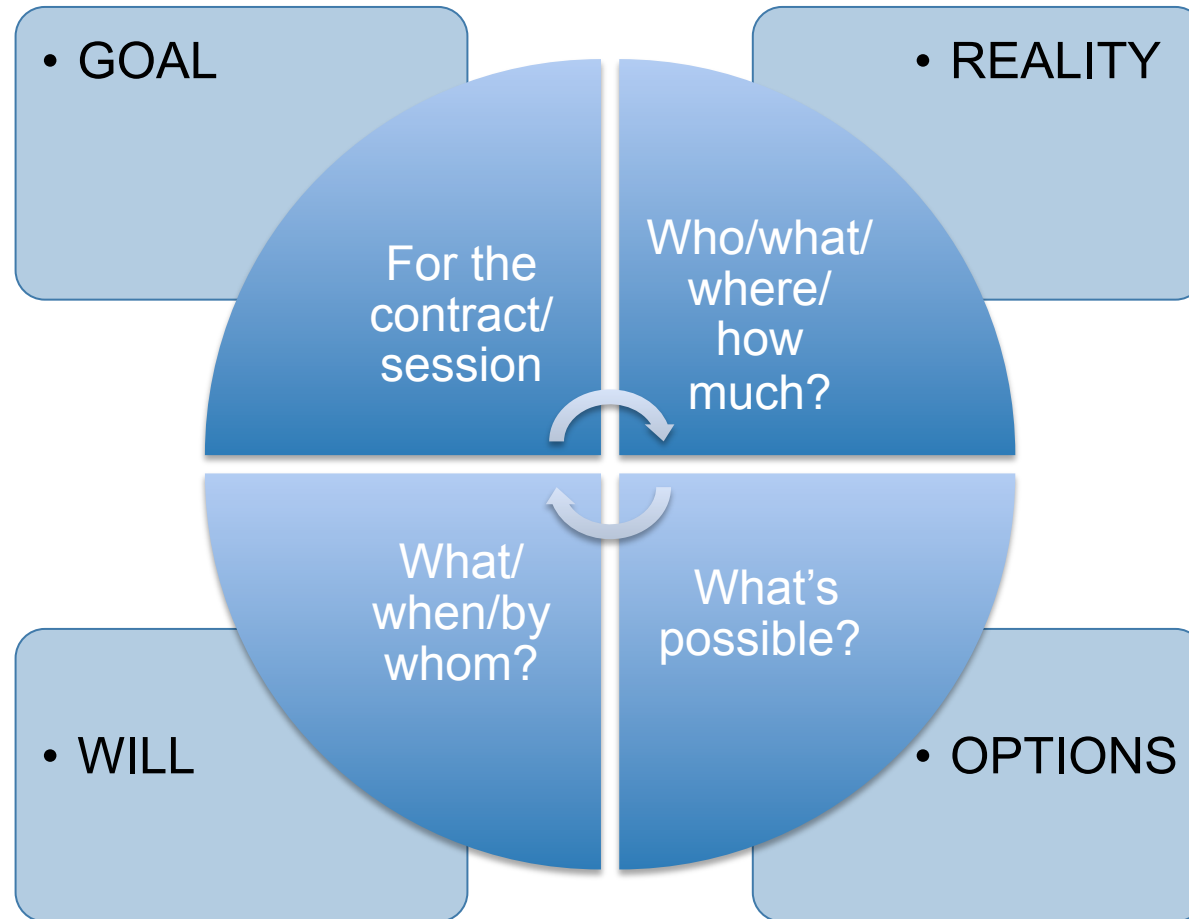 • GOAL
• REALITY
For the
contract/
session
Who/what/
where/
how
much?
What/
when/by
whom?
What’s
possible?
• WILL
• OPTIONS